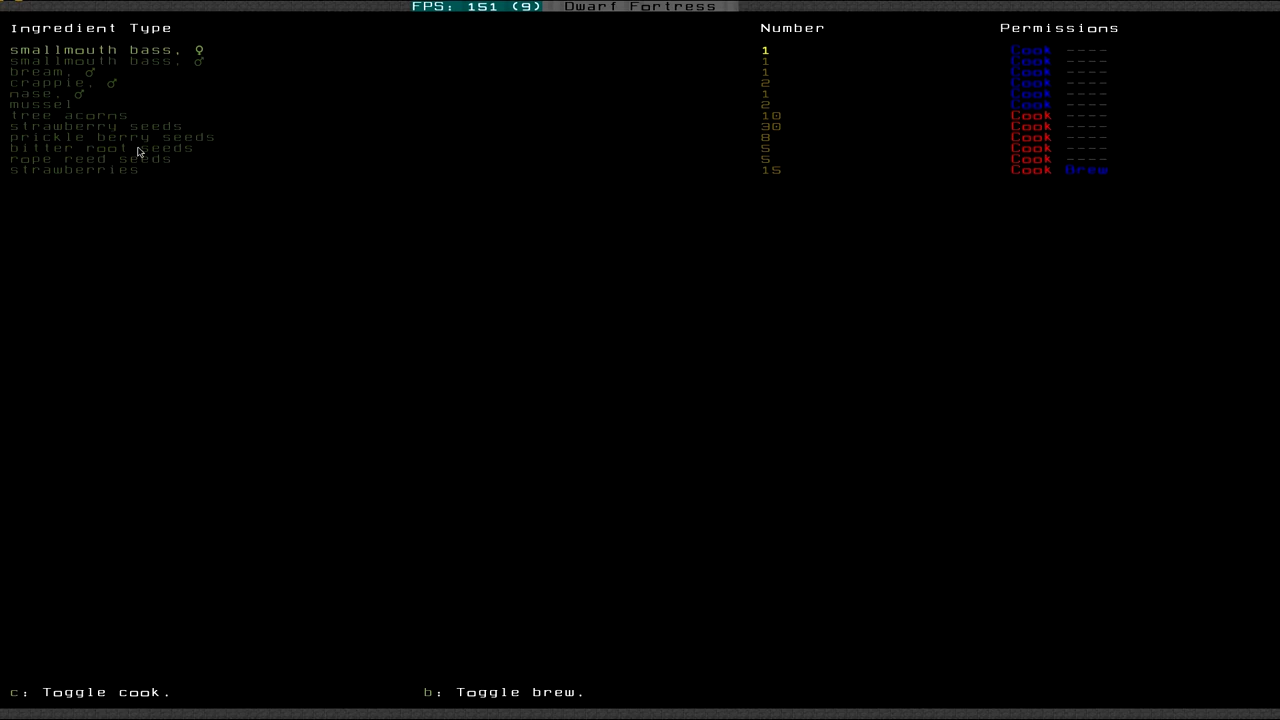 FPS: 151 (9) Dwarf Fortress
Ingredient Type Number Permissions
smallmouth bass, ♀ 1 Cook ----
smallmouth bass, ♂ 1 Cook ----
bream, ♂ 1 Cook ----
crappie, ♂ 2 Cook ----
nase, ♂ 1 Cook ----
mussel 2 Cook ----
tree acorns 10 Cook ----
strawberry seeds 30 Cook ----
prickle berry seeds 8 Cook ----
bitter root seeds 5 Cook ----
rope reed seeds 5 Cook ----
strawberries 15 Cook Brew
c: Toggle cook. b: Toggle brew.